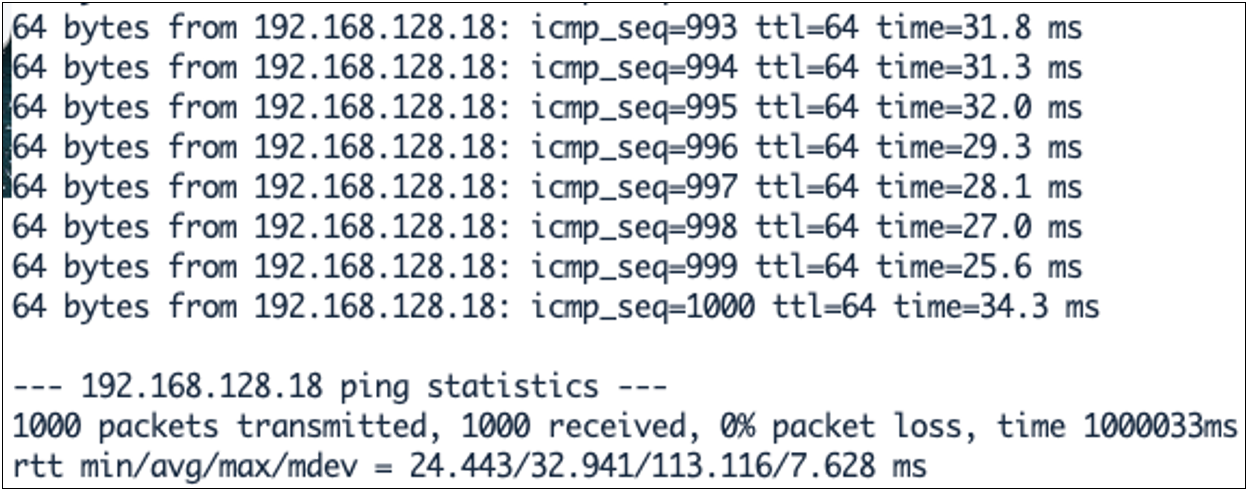 64 bytes from 192.168.128.18: icmp_seq=993 ttl=64 time=31.8 ms
64 bytes from 192.168.128.18: icmp_seq=994 ttl=64 time=31.3 ms
64 bytes from 192.168.128.18: icmp_seq=995 ttl=64 time=32.0 ms
64 bytes from 192.168.128.18: icmp_seq=996 ttl=64 time=29.3 ms
64 bytes from 192.168.128.18: icmp_seq=997 ttl=64 time=28.1 ms
64 bytes from 192.168.128.18: icmp_seq=998 ttl=64 time=27.0 ms
64 bytes from 192.168.128.18: icmp_seq=999 ttl=64 time=25.6 ms
64 bytes from 192.168.128.18: icmp_seq=1000 ttl=64 time=34.3 ms
--- 192.168.128.18 ping statistics ---
1000 packets transmitted, 1000 received, 0% packet loss, time 1000033ms
rtt min/avg/max/mdev = 24.443/32.941/113.116/7.628 ms